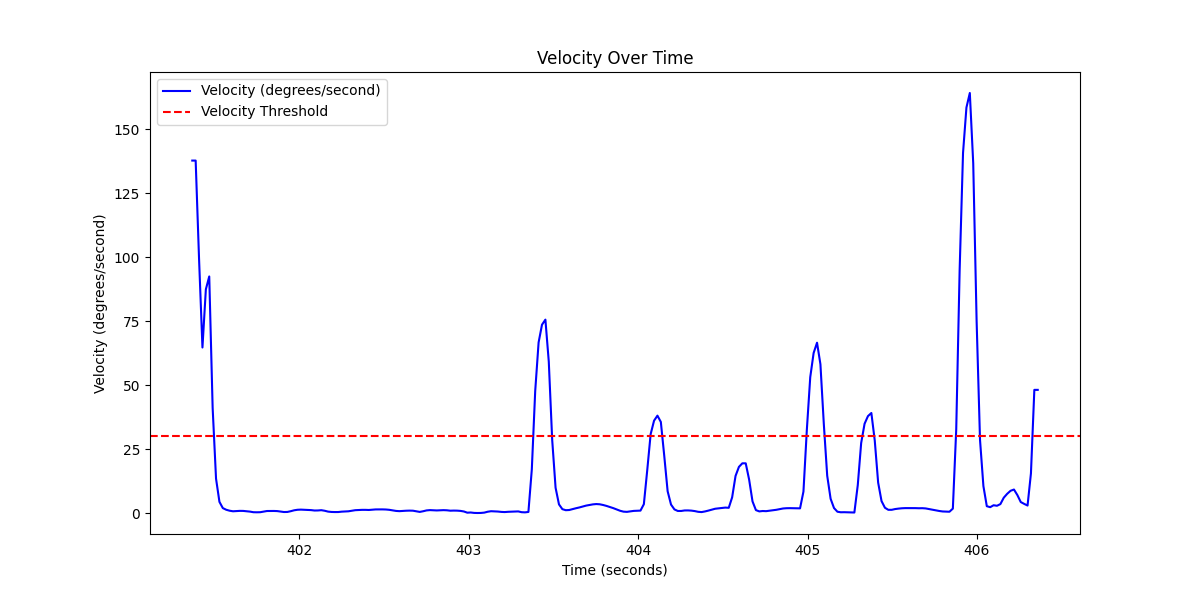 Velocity Over Time
Velocity (degrees/second)
Velocity Threshold
Velocity (degrees/second)
150
125
100
75
50
25
0
402 403 404 405 406
Time (seconds)